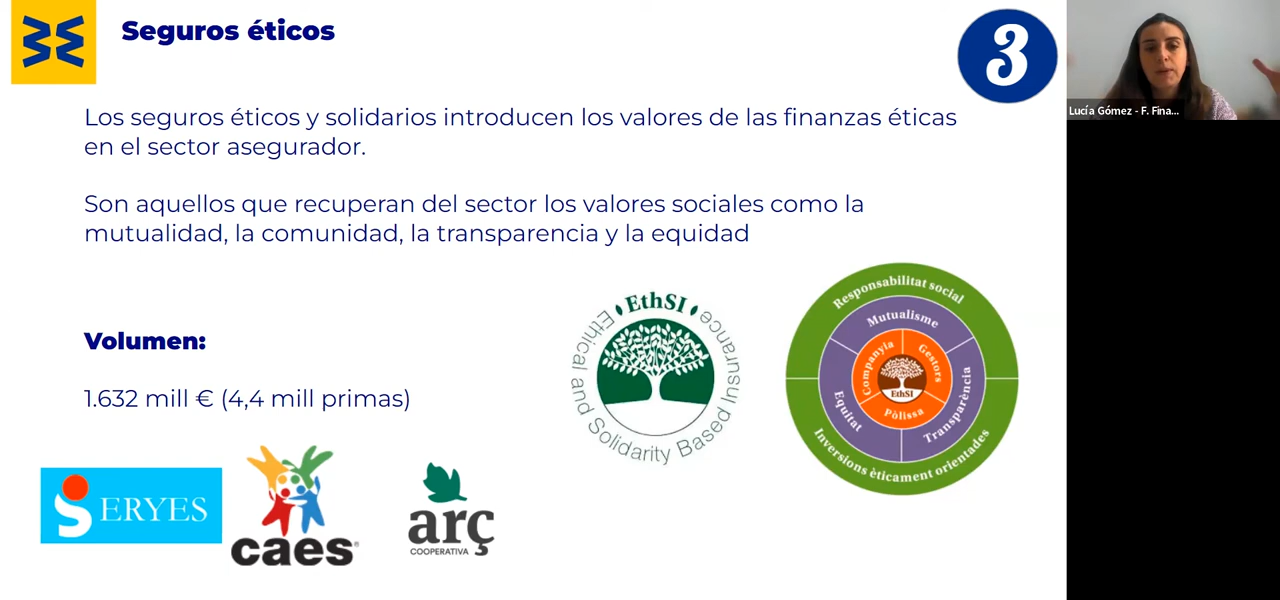 Seguros éticos
3
Lucía Gómez - F. Fina...
Los seguros éticos y solidarios introducen los valores de las finanzas éticas
en el sector asegurador.
Son aquellos que recuperan del sector los valores sociales como la
mutualidad, la comunidad, la transparencia y la equidad
Volumen:
1.632 mill € (4,4 mill primas)
EthSI
Ethical and Solidarity Based Insurance
Responsabilitat social
Mutualisme
Companyia
Gestors
EthSI
Pòlissa
Equitat
Transparència
Inversions èticament orientades
SERYES
caes®
arç
COOPERATIVA